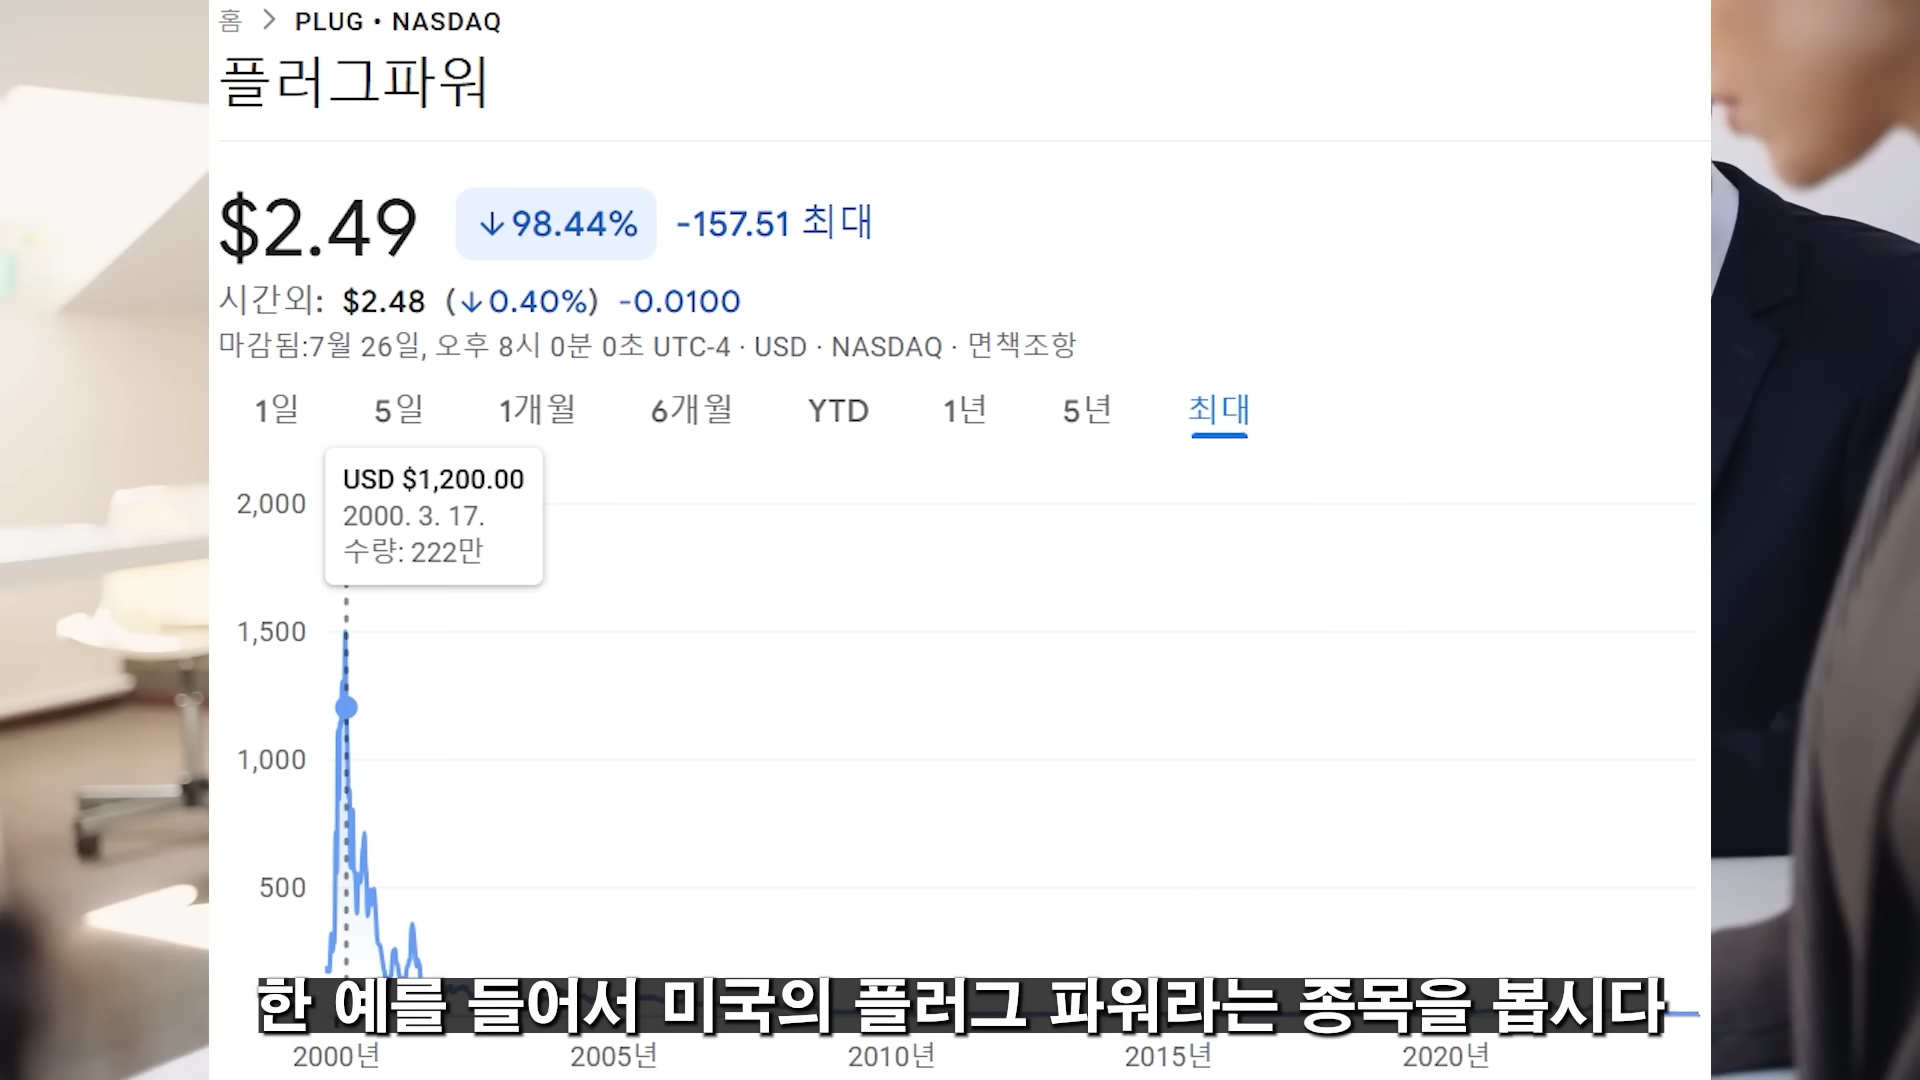 홈 > PLUG • NASDAQ
플러그파워
$2.49 ↓98.44% -157.51 최대
시간외: $2.48 (↓0.40%) -0.0100
마감됨:7월 26일, 오후 8시 0분 0초 UTC-4 · USD · NASDAQ · 면책조항
1일 5일 1개월 6개월 YTD 1년 5년 최대
USD $1,200.00
2000. 3. 17.
수량: 222만
2,000
1,500
1,000
500
한 예를 들어서 미국의 플러그 파워라는 종목을 봅시다
2000년 2005년 2010년 2015년 2020년